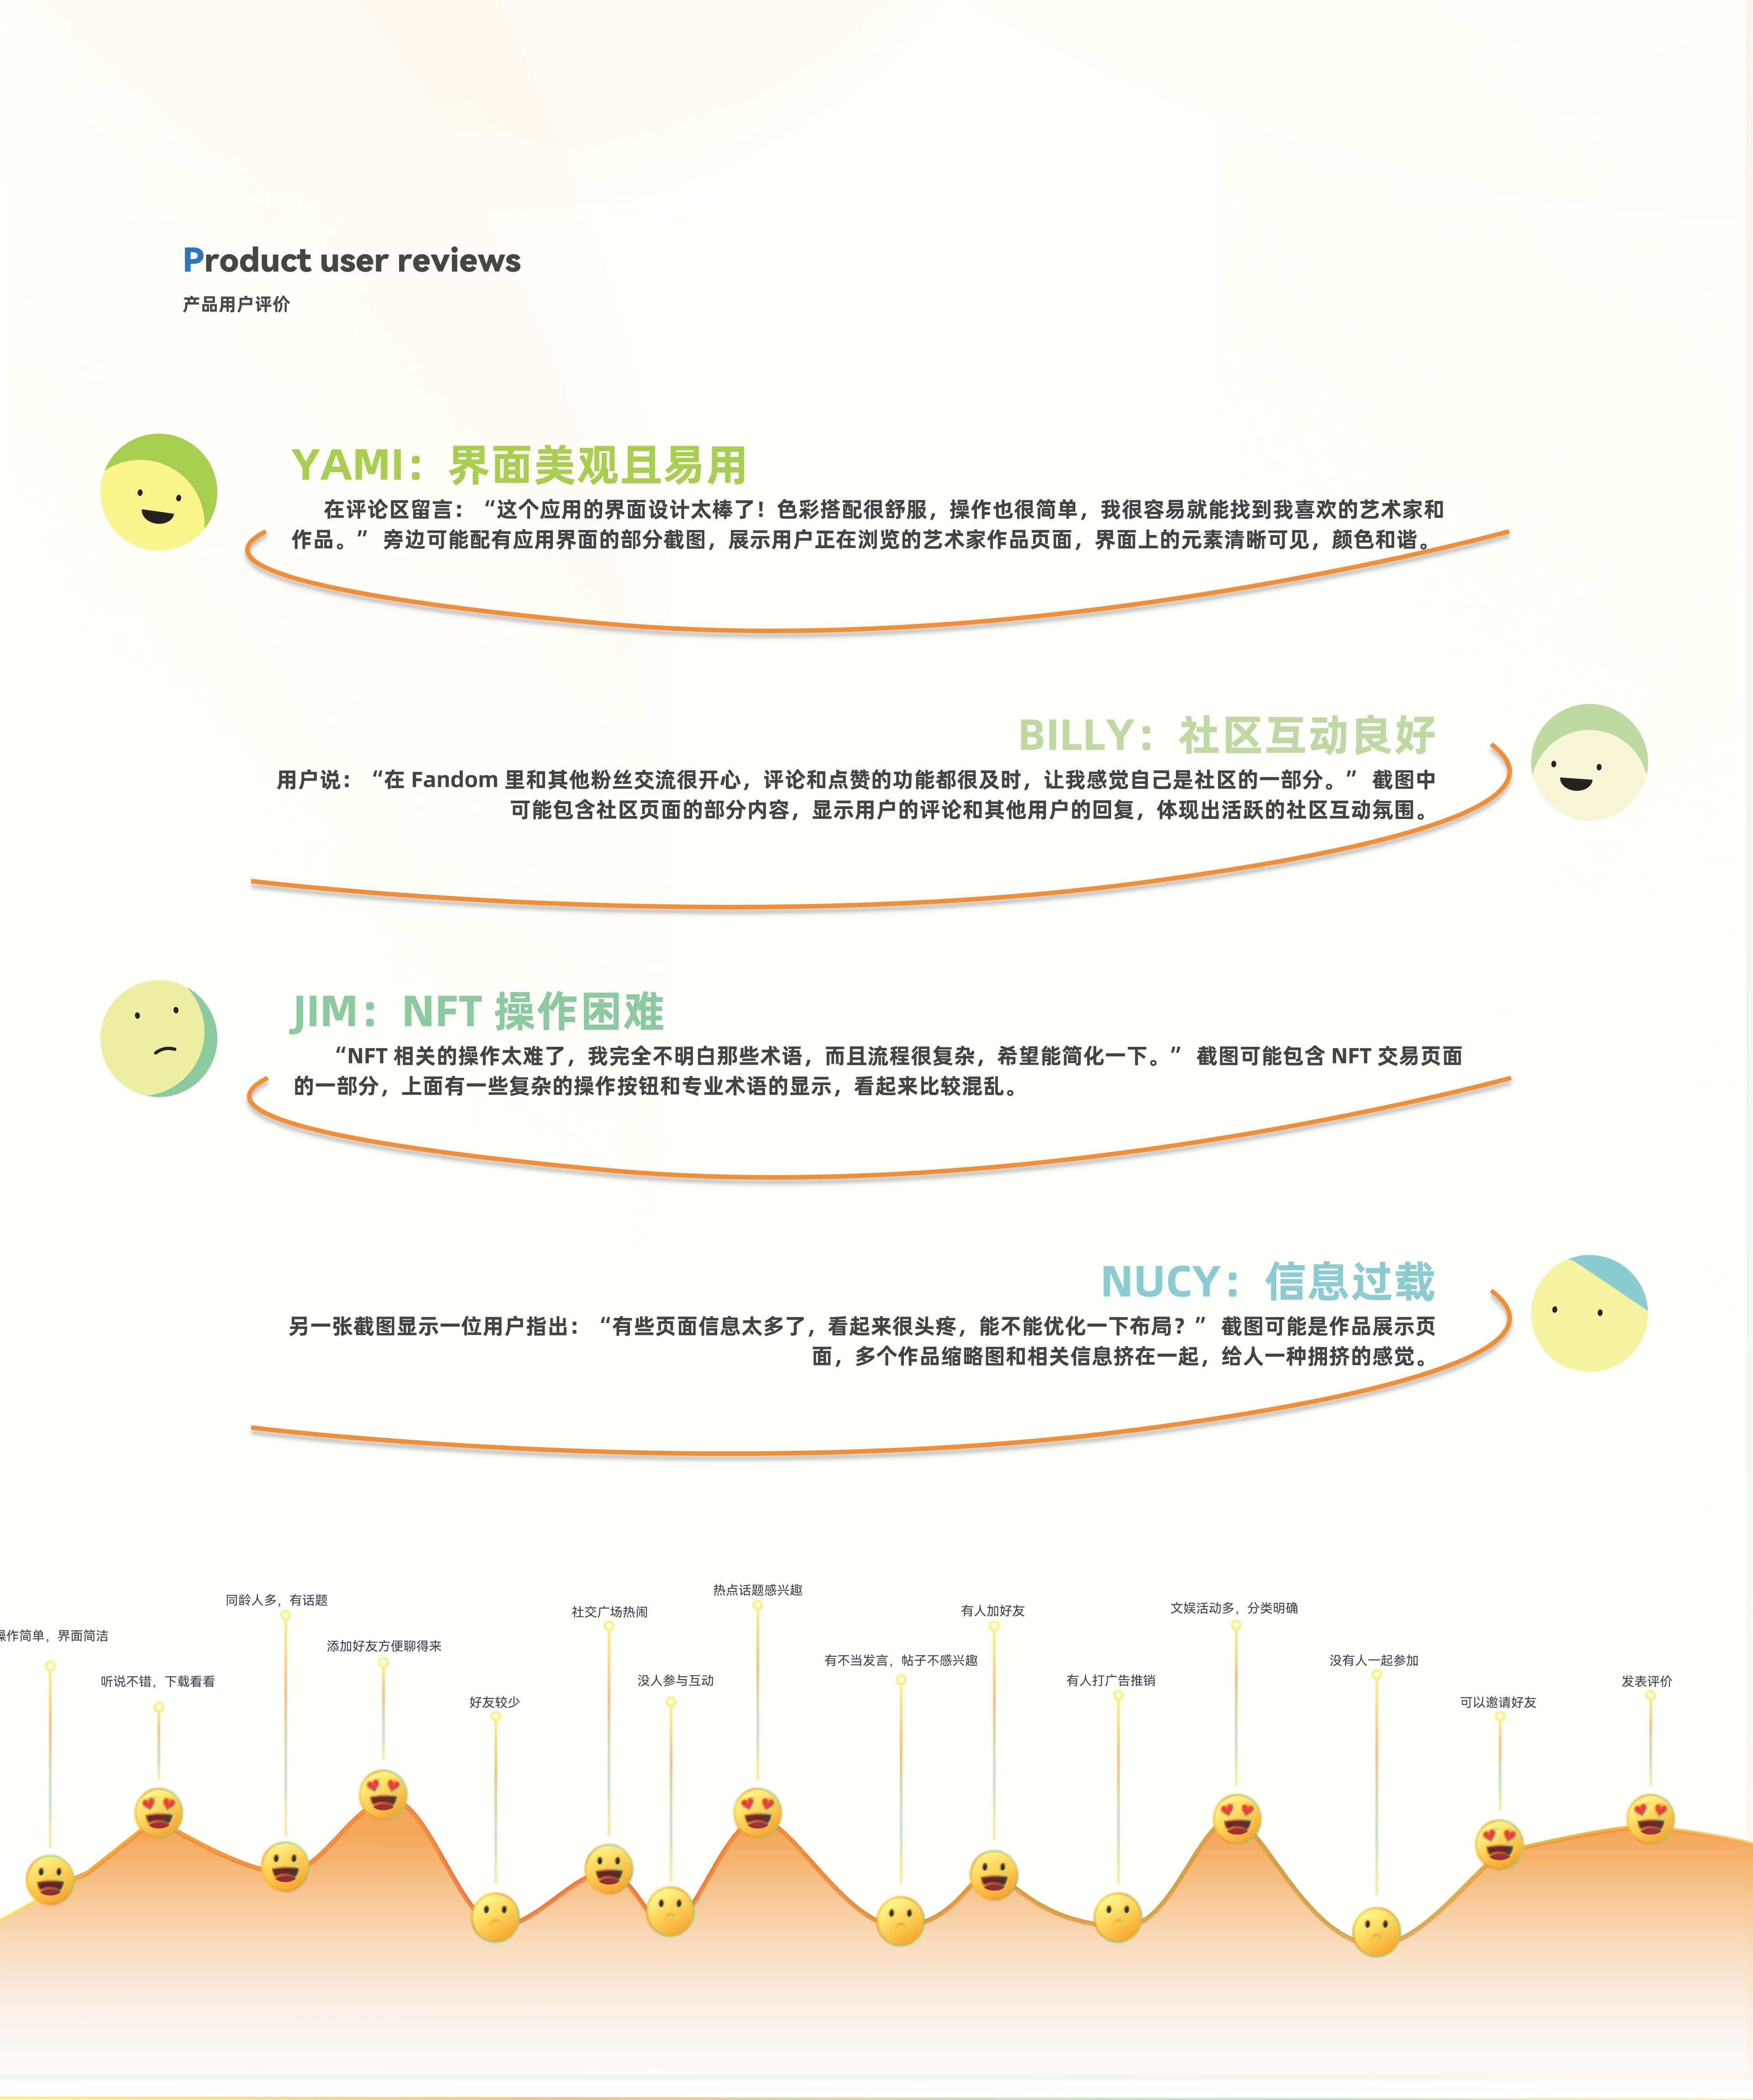 Product user reviews
产品用户评价
YAMI：界面美观且易用
在评论区留言：“这个应用的界面设计太棒了！色彩搭配很舒服，操作也很简单，我很容易就能找到我喜欢的艺术家和
作品。” 旁边可能配有应用界面的部分截图，展示用户正在浏览的艺术家作品页面，界面上的元素清晰可见，颜色和谐。
BILLY：社区互动良好
用户说：“在 Fandom 里和其他粉丝交流很开心，评论和点赞的功能都很及时，让我感觉自己是社区的一部分。” 截图中
可能包含社区页面的部分内容，显示用户的评论和其他用户的回复，体现出活跃的社区互动氛围。
JIM：NFT 操作困难
“NFT 相关的操作太难了，我完全不明白那些术语，而且流程很复杂，希望能简化一下。” 截图可能包含 NFT 交易页面
的一部分，上面有一些复杂的操作按钮和专业术语的显示，看起来比较混乱。
NUCY：信息过载
另一张截图显示一位用户指出：“有些页面信息太多了，看起来很头疼，能不能优化一下布局？” 截图可能是作品展示页
面，多个作品缩略图和相关信息挤在一起，给人一种拥挤的感觉。
操作简单，界面简洁
听说不错，下载看看
同龄人多，有话题
添加好友方便聊得来
好友较少
社交广场热闹
没人参与互动
热点话题感兴趣
有不当发言，帖子不感兴趣
有人加好友
有人打广告推销
文娱活动多，分类明确
没有人一起参加
可以邀请好友
发表评价